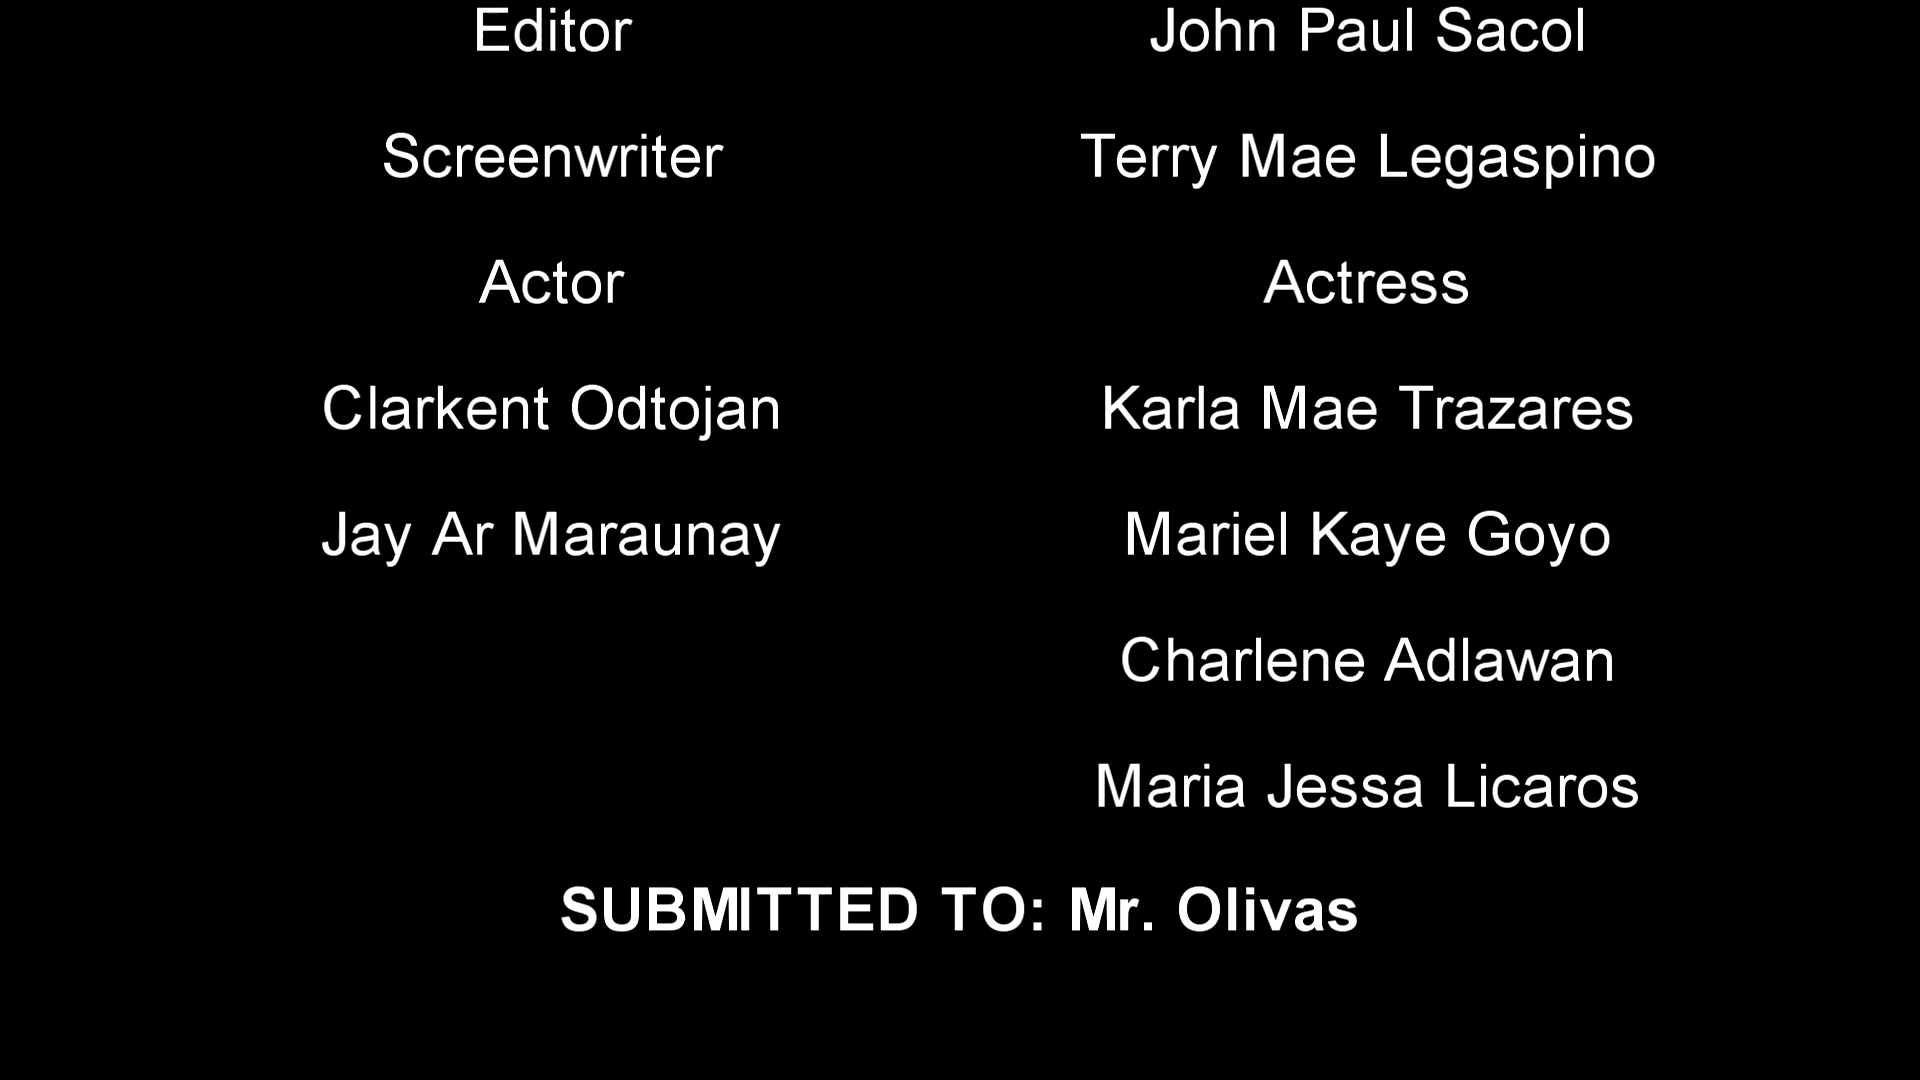 Editor John Paul Sacol
Screenwriter Terry Mae Legaspino
Actor Actress
Clarkent Odtojan Karla Mae Trazares
Jay Ar Maraunay Mariel Kaye Goyo
Charlene Adlawan
Maria Jessa Licaros
SUBMITTED TO: Mr. Olivas